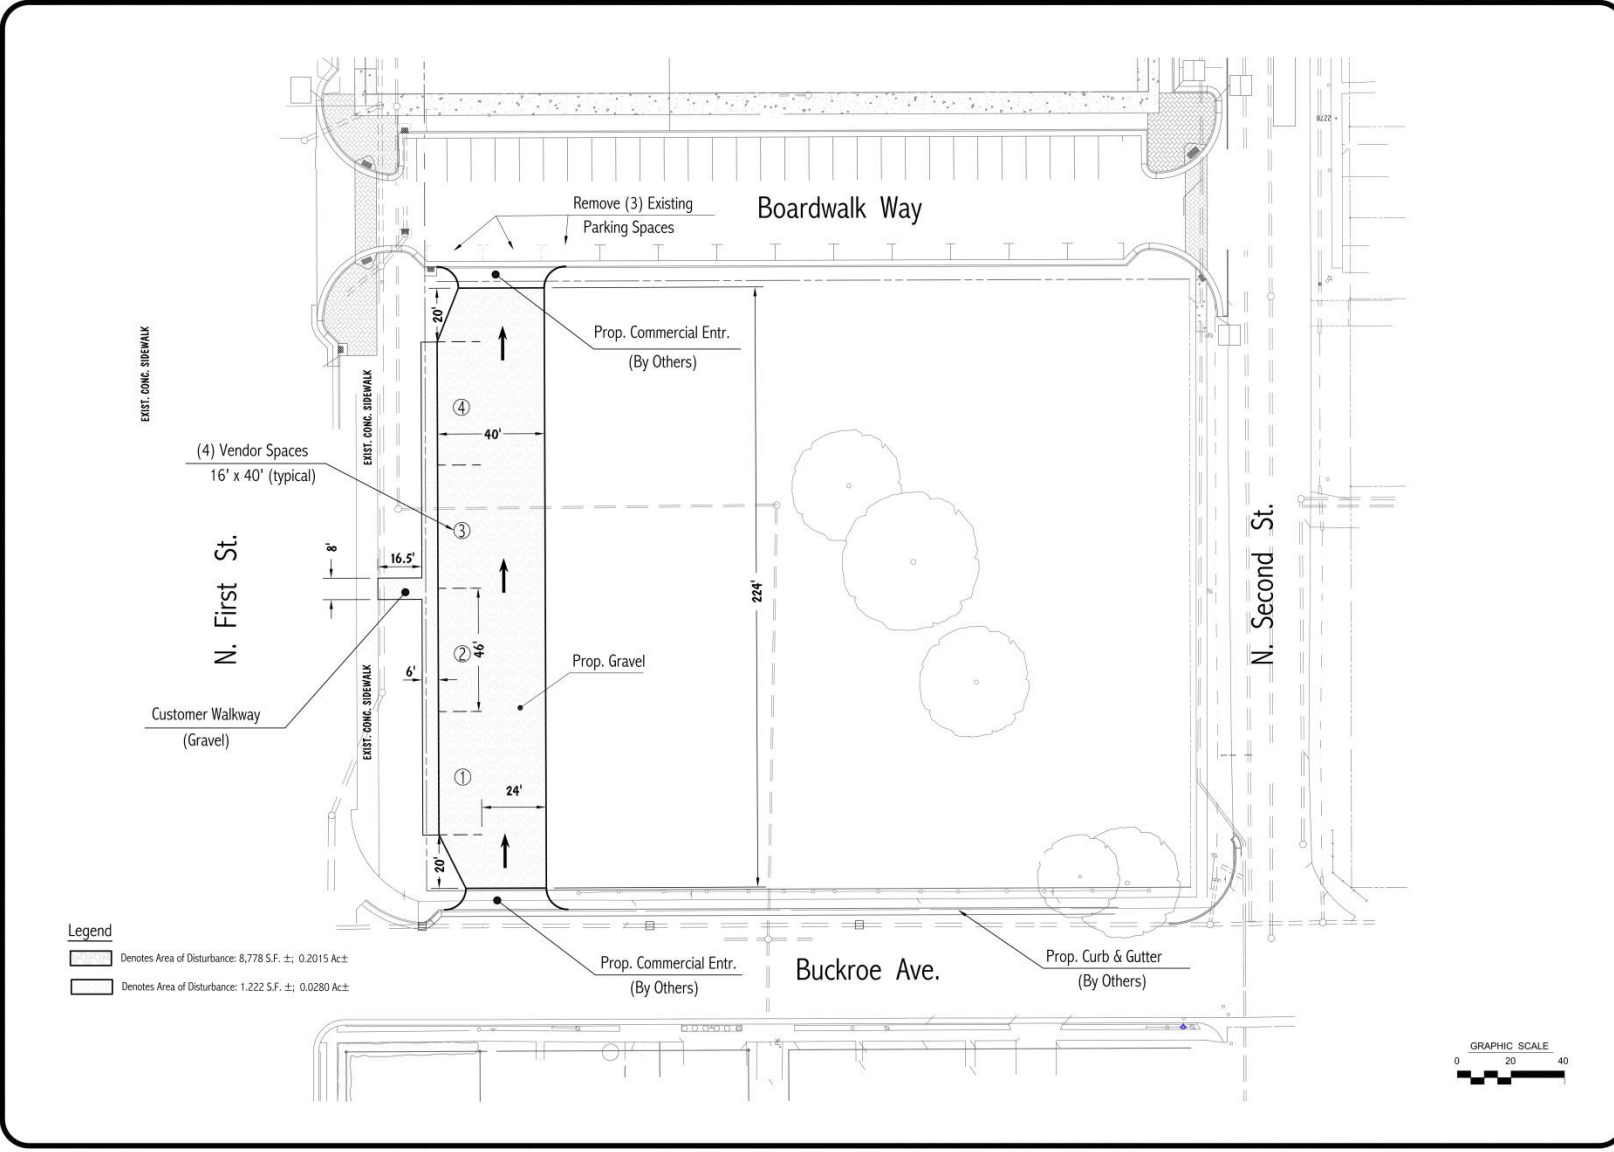 2278
Boardwalk Way
Remove (3) Existing
Parking Spaces
20'
Prop. Commercial Entr.
(By Others)
EXIST. CONC. SIDEWALK
EXIST. CONC. SIDEWALK
4
40'
(4) Vendor Spaces
16' x 40' (typical)
3
N. First St.
8'
16.5'
224'
N. Second St.
2
46'
6'
Prop. Gravel
Customer Walkway
(Gravel)
EXIST. CONC. SIDEWALK
1
24'
20'
Legend
Denotes Area of Disturbance: 8,778 S.F. ±; 0.2015 Ac±
Denotes Area of Disturbance: 1.222 S.F. ±; 0.0280 Ac±
Prop. Commercial Entr.
(By Others)
Buckroe Ave.
Prop. Curb & Gutter
(By Others)
GRAPHIC SCALE
0 20 40